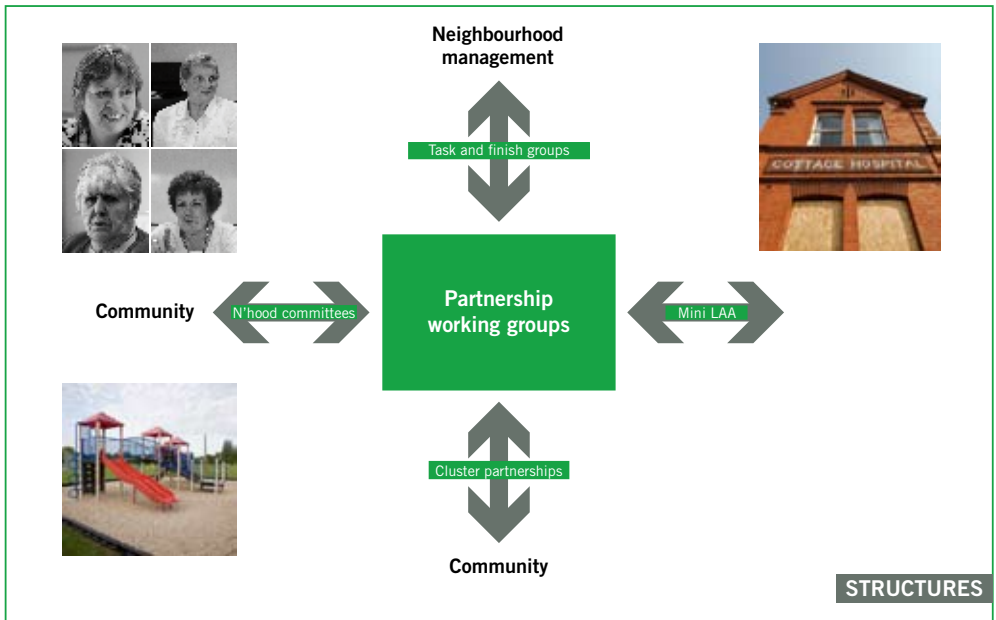 Neighbourhood
management
Task and finish groups
COTTAGE HOSPITAL
Partnership
working groups
Community
N'hood committees
Mini LAA
Cluster partnerships
Community
STRUCTURES